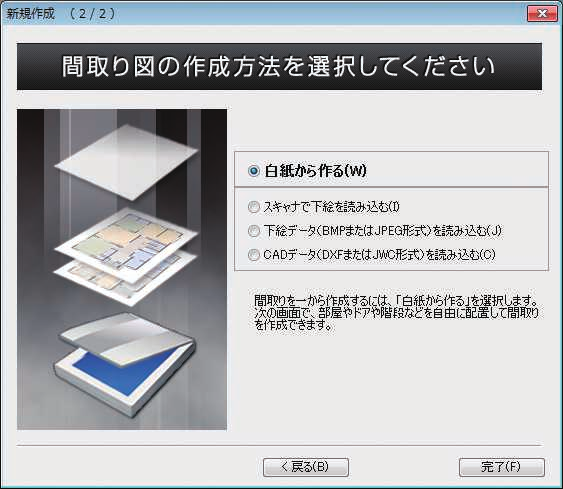 新規作成 （2/2）
間取り図の作成方法を選択してください
白紙から作る(W)
スキャナで下絵を読み込む(I)
下絵データ(BMPまたはJPEG形式)を読み込む(J)
CADデータ(DXFまたはJWC形式)を読み込む(C)
間取りを一から作成するには、「白紙から作る」を選択します。
次の画面で、部屋やドアや階段などを自由に配置して間取り
を作成できます。
< 戻る(B)
完了(F)